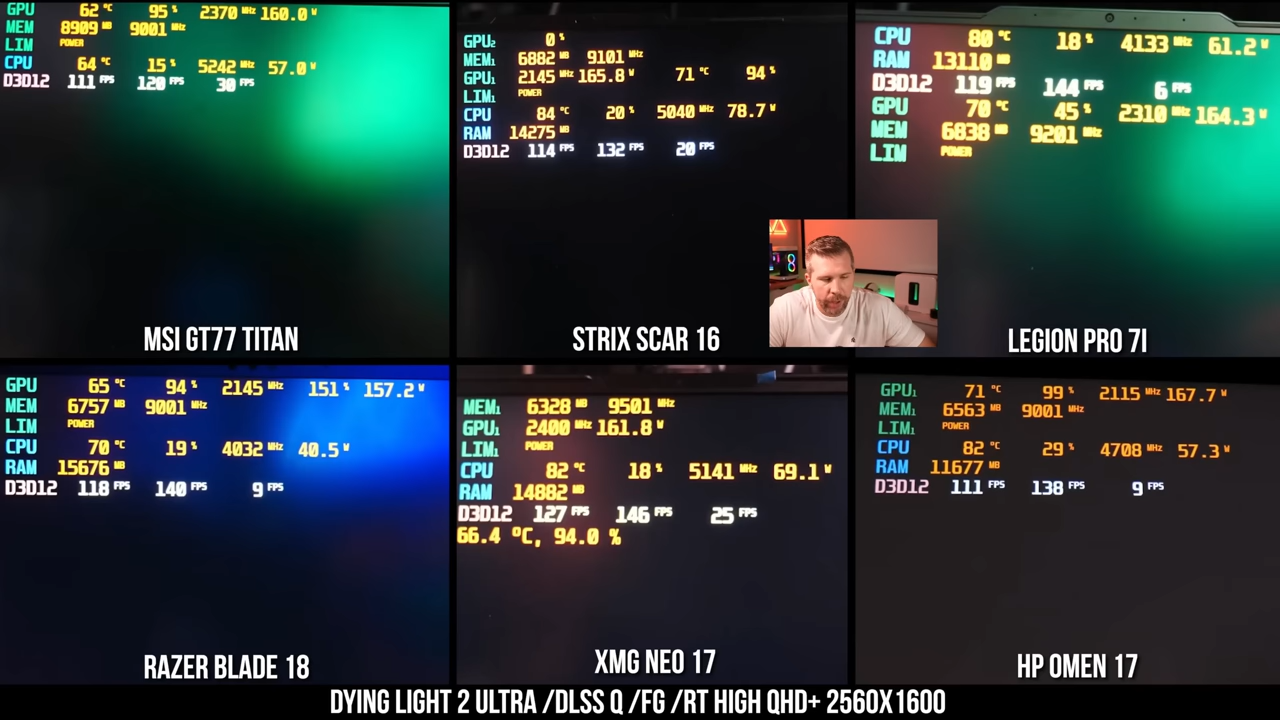 GPU 62 °C 95 % 2370 MHz 160.0 W
MEM 8909 MB 9001 MHz
LIM POWER
CPU 64 °C 15 % 5242 MHz 57.0 W
D3D12 111 FPS 120 FPS 30 FPS
MSI GT77 TITAN
GPU2 0 %
MEM1 6882 MB 9101 MHz
GPU1 2145 MHz 165.8 W 71 °C 94 %
LIM1 POWER
CPU 84 °C 20 % 5040 MHz 78.7 W
RAM 14275 MB
D3D12 114 FPS 132 FPS 20 FPS
STRIX SCAR 16
CPU 80 °C 18 % 4133 MHz 61.2 W
RAM 13110 MB
D3D12 119 FPS 144 FPS 6 FPS
GPU 70 °C 45 % 2310 MHz 164.3 W
MEM 6838 MB 9201 MHz
LIM POWER
LEGION PRO 7I
GPU 65 °C 94 % 2145 MHz 151 % 157.2 W
MEM 6757 MB 9001 MHz
LIM POWER
CPU 70 °C 19 % 4032 MHz 40.5 W
RAM 15676 MB
D3D12 118 FPS 140 FPS 9 FPS
RAZER BLADE 18
MEM1 6328 MB 9501 MHz
GPU1 2400 MHz 161.8 W
LIM1 POWER
CPU 82 °C 18 % 5141 MHz 69.1 W
RAM 14882 MB
D3D12 127 FPS 146 FPS 25 FPS
66.4 °C, 94.0 %
XMG NEO 17
GPU1 71 °C 99 % 2115 MHz 167.7 W
MEM1 6563 MB 9001 MHz
LIM1 POWER
CPU 82 °C 29 % 4708 MHz 57.3 W
RAM 11677 MB
D3D12 111 FPS 138 FPS 9 FPS
HP OMEN 17
DYING LIGHT 2 ULTRA /DLSS Q /FG /RT HIGH QHD+ 2560X1600